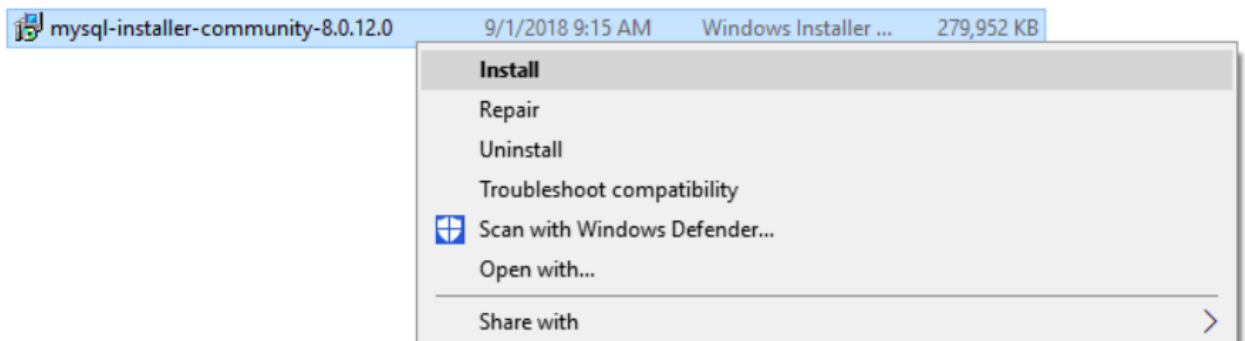 mysql-installer-community-8.0.12.0 9/1/2018 9:15 AM Windows Installer ... 279,952 KB
Install
Repair
Uninstall
Troubleshoot compatibility
Scan with Windows Defender...
Open with...
Share with